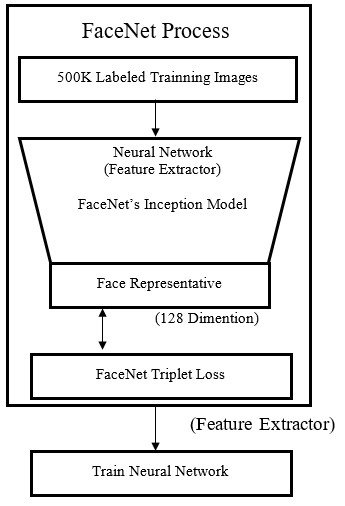 FaceNet Process
500K Labeled Trainning Images
Neural Network
(Feature Extractor)
FaceNet's Inception Model
Face Representative
(128 Dimention)
FaceNet Triplet Loss
(Feature Extractor)
Train Neural Network